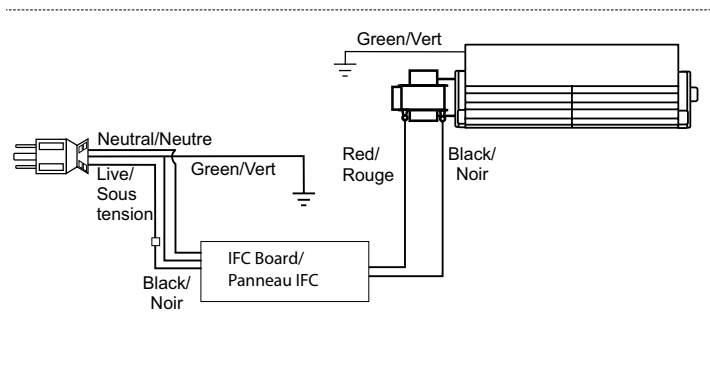 Green/Vert
Neutral/Neutre
Green/Vert
Live/
Sous
tension
Red/
Rouge
Black/
Noir
IFC Board/
Panneau IFC
Black/
Noir